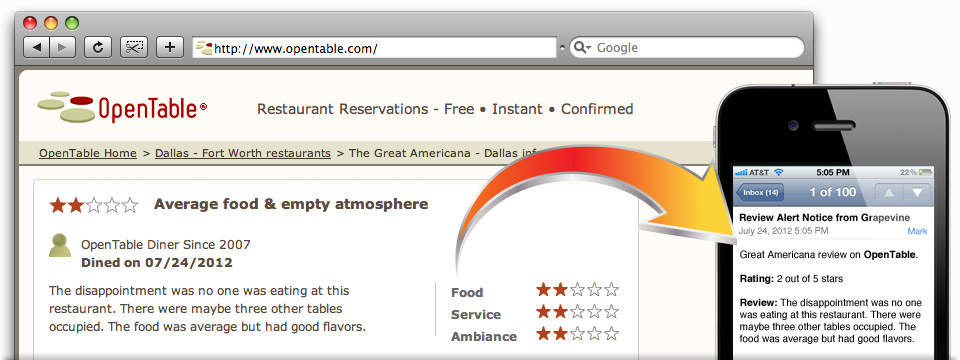 http://www.opentable.com/
Google
OpenTable®
Restaurant Reservations - Free • Instant • Confirmed
OpenTable Home > Dallas - Fort Worth restaurants > The Great Americana - Dallas
Average food & empty atmosphere
OpenTable Diner Since 2007
Dined on 07/24/2012
The disappointment was no one was eating at this
restaurant. There were maybe three other tables
occupied. The food was average but had good flavors.
Food
Service
Ambiance
AT&T 5:05 PM 22%
Inbox (14) 1 of 100
Review Alert Notice from Grapevine
July 24, 2012 5:05 PM Mark
Great Americana review on OpenTable.
Rating: 2 out of 5 stars
Review: The disappointment was no one
was eating at this restaurant. There were
maybe three other tables occupied. The
food was average but had good flavors.